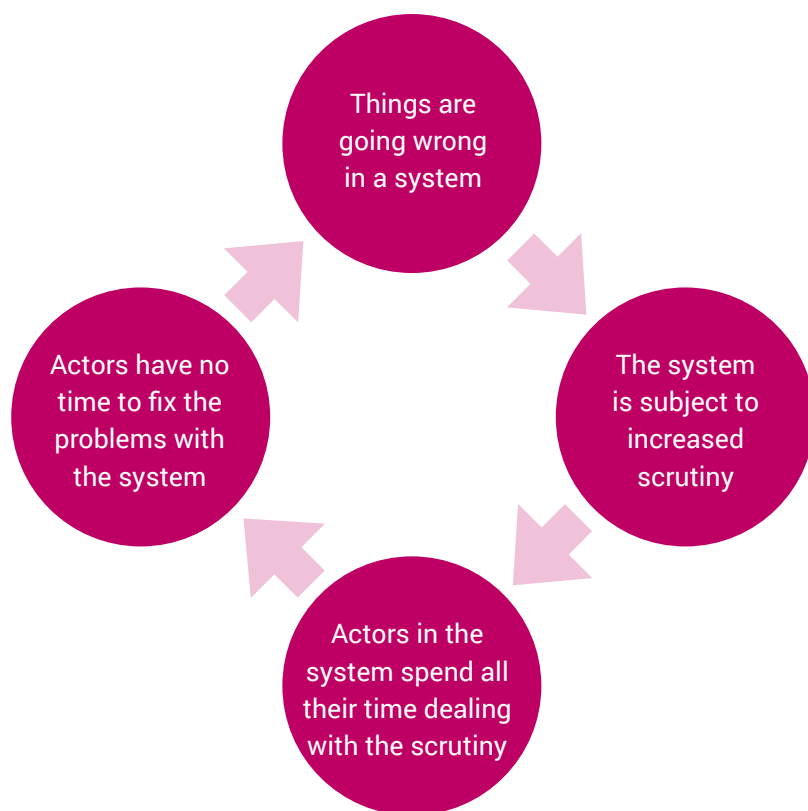 Things are
going wrong
in a system
The system
is subject to
increased
scrutiny
Actors in the
system spend all
their time dealing
with the scrutiny
Actors have no
time to fix the
problems with
the system